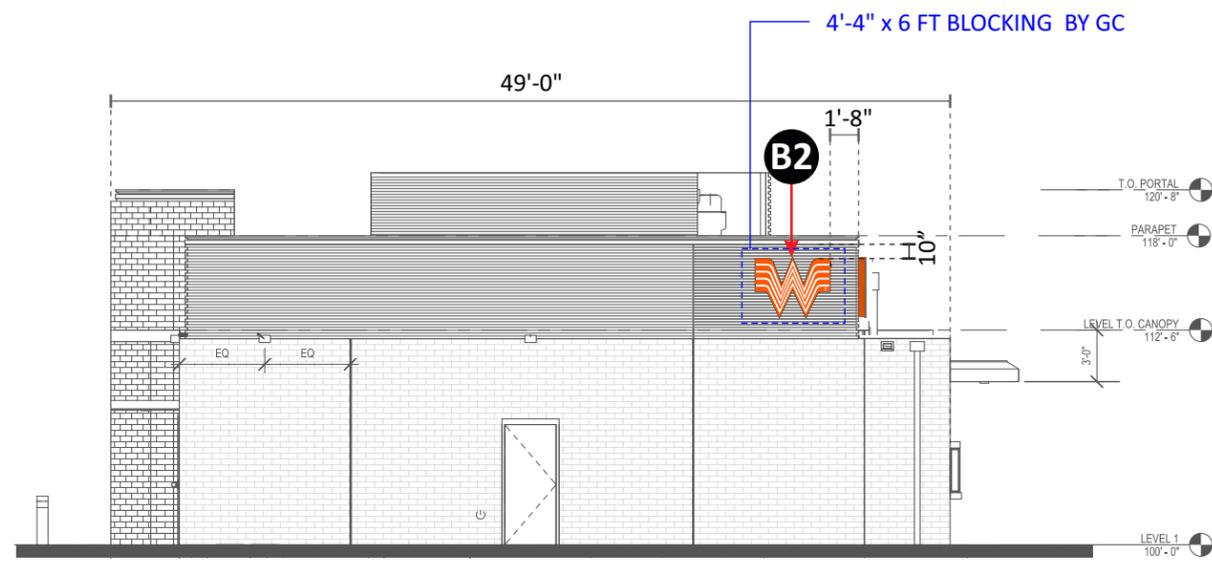 4'-4" x 6 FT BLOCKING BY GC
49'-0"
1'-8"
B2
T.O. PORTAL
120' - 8"
PARAPET
118' - 0"
10"
W
LEVEL T.O. CANOPY
112' - 6"
EQ
EQ
3'-0"
LEVEL 1
100' - 0"